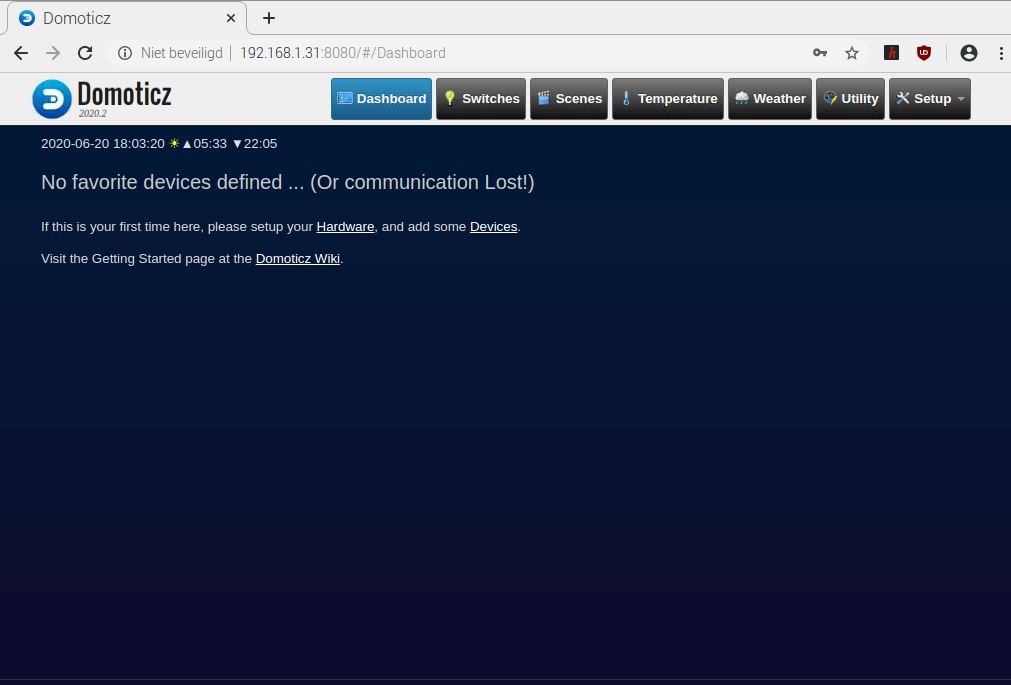 Domoticz
Niet beveiligd | 192.168.1.31:8080/#/Dashboard
Domoticz
2020.2
Dashboard Switches Scenes Temperature Weather Utility Setup
2020-06-20 18:03:20 ☀▲05:33 ▼22:05
No favorite devices defined ... (Or communication Lost!)
If this is your first time here, please setup your Hardware, and add some Devices.
Visit the Getting Started page at the Domoticz Wiki.